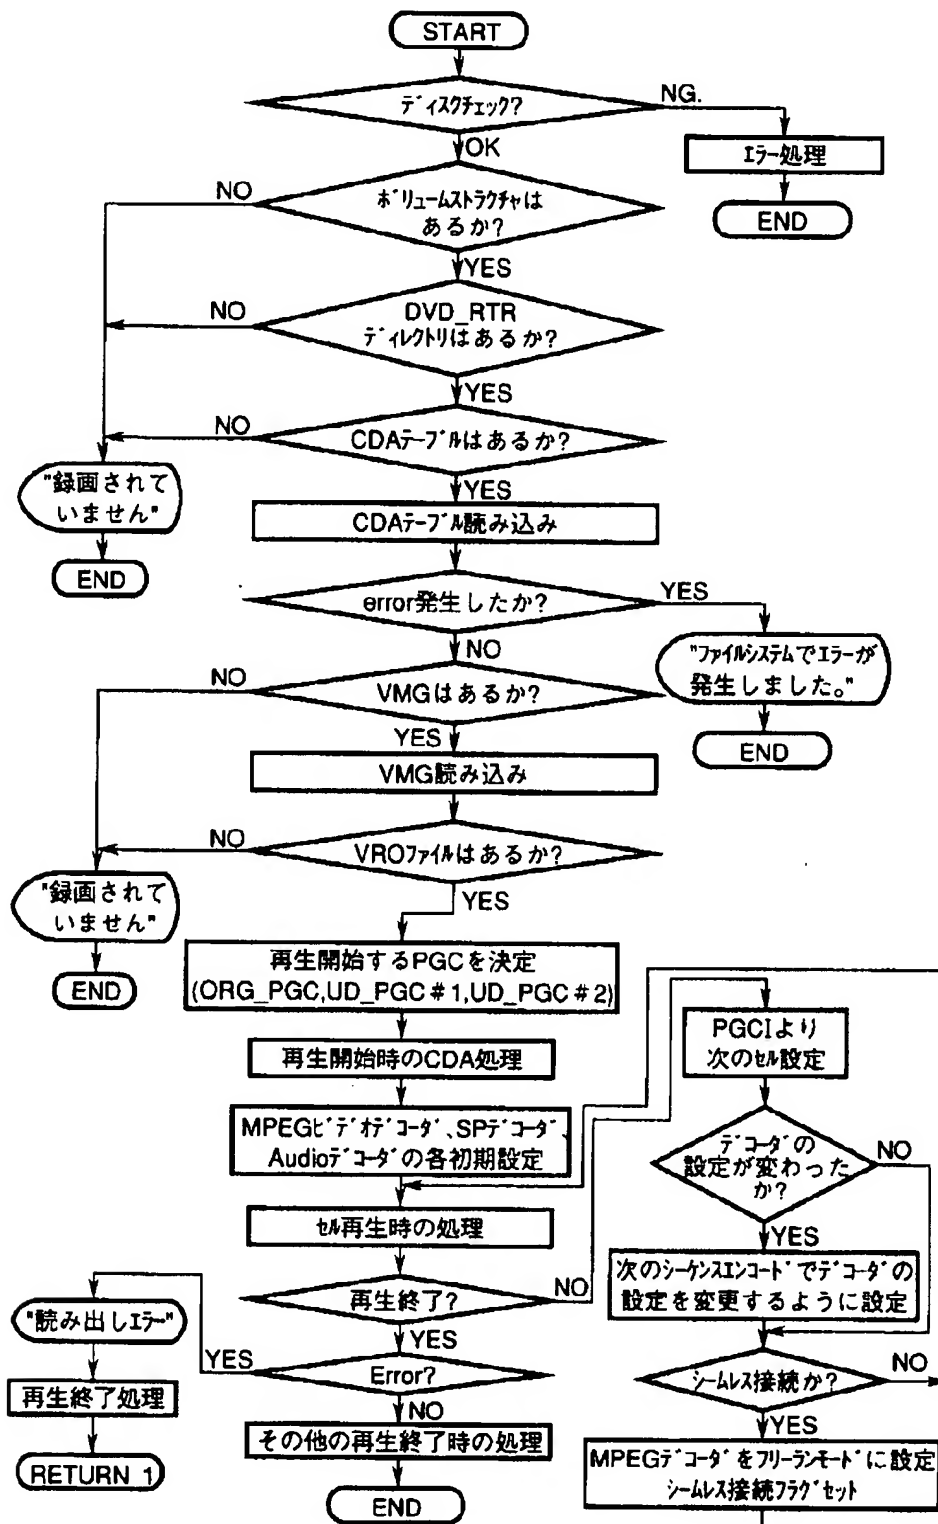 START
ディスクチェック?
NG.
エラー処理
END
OK
ボリュームストラクチャは
あるか?
NO
YES
DVD_RTR
ディレクトリはあるか?
NO
YES
CDAテーブルはあるか?
NO
"録画されて
いません"
END
YES
CDAテーブル読み込み
error発生したか?
YES
"ファイルシステムでエラーが
発生しました。"
END
NO
VMGはあるか?
NO
YES
VMG読み込み
VROファイルはあるか?
NO
"録画されて
いません"
END
YES
再生開始するPGCを決定
(ORG_PGC,UD_PGC#1,UD_PGC#2)
再生開始時のCDA処理
MPEGビデオデコーダ、SPデコーダ、
Audioデコーダの各初期設定
セル再生時の処理
再生終了?
NO
YES
Error?
YES
"読み出しエラー"
再生終了処理
RETURN 1
NO
その他の再生終了時の処理
END
PGCIより
次のセル設定
デコーダの
設定が変わった
か?
NO
YES
次のシーケンスエンコードでデコーダの
設定を変更するように設定
シームレス接続か?
NO
YES
MPEGデコーダをフリーランモードに設定
シームレス接続フラグセット